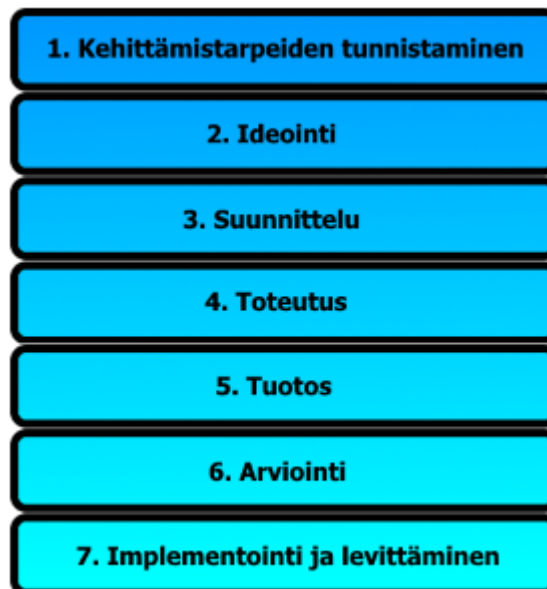 1. Kehittämistarpeiden tunnistaminen
2. Ideointi
3. Suunnittelu
4. Toteutus
5. Tuotos
6. Arviointi
7. Implementointi ja levittäminen